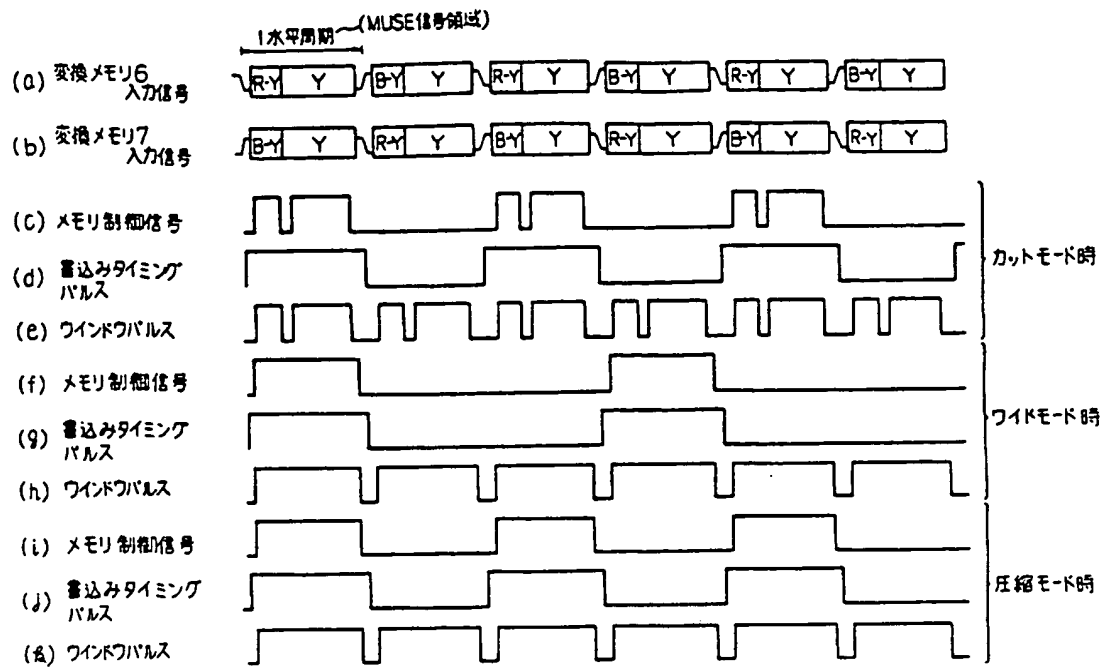 1水平周期 (MUSE信号領域)
(a) 変換メモリ6
入力信号
R-Y Y B-Y Y R-Y Y B-Y Y R-Y Y B-Y Y
(b) 変換メモリ7
入力信号
B-Y Y R-Y Y B-Y Y R-Y Y B-Y Y R-Y Y
(c) メモリ制御信号
(d) 書込みタイミング
パルス
(e) ウインドウパルス
カットモード時
(f) メモリ制御信号
(g) 書込みタイミング
パルス
(h) ウインドウパルス
ワイドモード時
(i) メモリ制御信号
(j) 書込みタイミング
パルス
ウインドウパルス
圧縮モード時